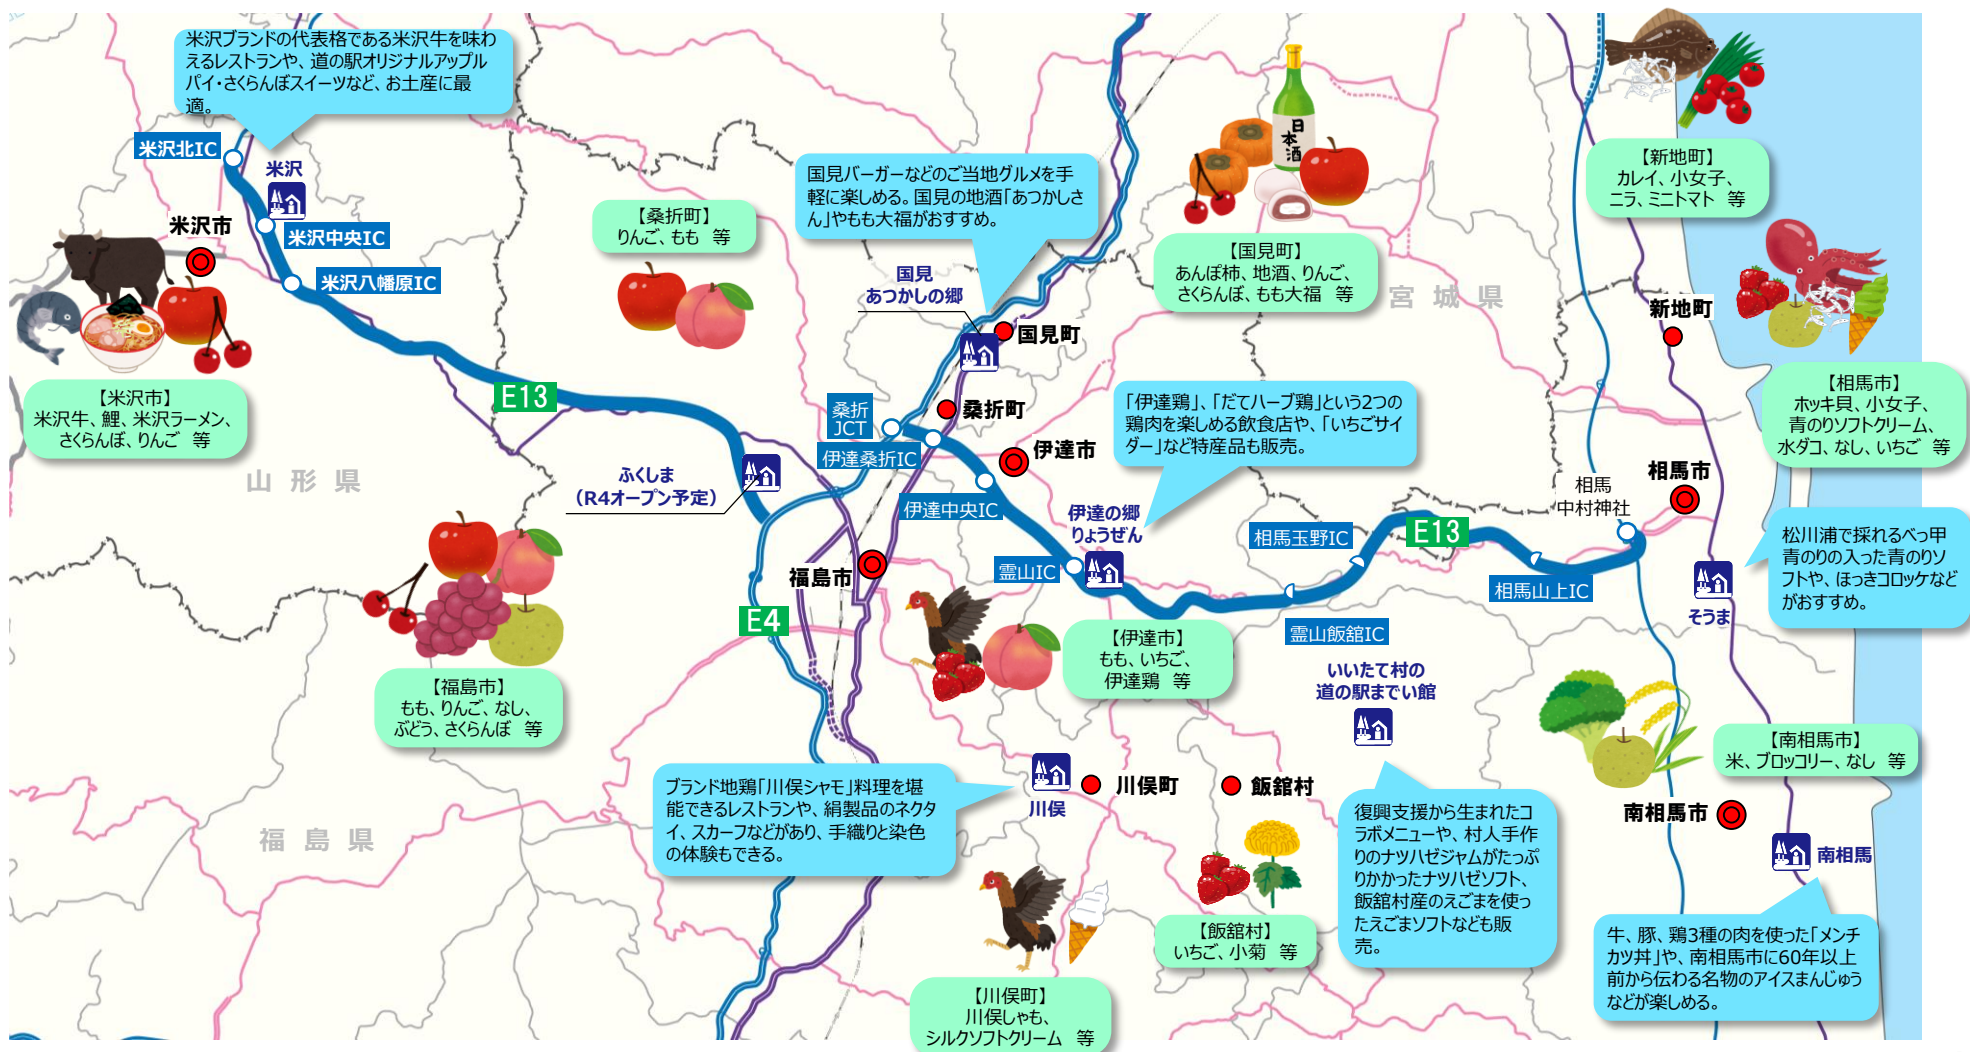 米沢ブランドの代表格である米沢牛を味わ
えるレストランや、道の駅オリジナルアップル
パイ・さくらんぼスイーツなど、お土産に最
適。
米沢北IC
米沢
米沢市
米沢中央IC
米沢八幡原IC
【米沢市】
米沢牛、鯉、米沢ラーメン、
さくらんぼ、りんご 等
E13
山形県
【桑折町】
りんご、もも 等
国見バーガーなどのご当地グルメを手
軽に楽しめる。国見の地酒「あつかしさ
ん」やもも大福がおすすめ。
国見
あつかしの郷
国見町
日本酒
【国見町】
あんぽ柿、地酒、りんご、
さくらんぼ、もも大福 等
宮城県
【新地町】
カレイ、小女子、
ニラ、ミニトマト 等
新地町
【相馬市】
ホッキ貝、小女子、
青のりソフトクリーム、
水ダコ、なし、いちご 等
桑折
JCT
桑折町
伊達桑折IC
伊達市
伊達中央IC
「伊達鶏」、「だてハーブ鶏」という2つの
鶏肉を楽しめる飲食店や、「いちごサイ
ダー」など特産品も販売。
ふくしま
（R4オープン予定）
伊達の郷
りょうぜん
霊山IC
相馬玉野IC
E13
相馬
中村神社
相馬市
相馬山上IC
霊山飯舘IC
そうま
松川浦で採れるべっ甲
青のりの入った青のりソ
フトや、ほっきコロッケなど
がおすすめ。
福島市
E4
【福島市】
もも、りんご、なし、
ぶどう、さくらんぼ 等
【伊達市】
もも、いちご、
伊達鶏 等
いいたて村の
道の駅までい館
【南相馬市】
米、ブロッコリー、なし 等
南相馬市
南相馬
福島県
ブランド地鶏「川俣シャモ」料理を堪
能できるレストランや、絹製品のネクタ
イ、スカーフなどがあり、手織りと染色
の体験もできる。
川俣
川俣町
飯舘村
復興支援から生まれたコ
ラボメニューや、村人手作
りのナツハゼジャムがたっぷ
りかかったナツハゼソフト、
飯舘村産のえごまを使っ
たえごまソフトなども販
売。
【飯舘村】
いちご、小菊 等
【川俣町】
川俣しゃも、
シルクソフトクリーム 等
牛、豚、鶏3種の肉を使った「メンチ
カツ丼」や、南相馬市に60年以上
前から伝わる名物のアイスまんじゅう
などが楽しめる。